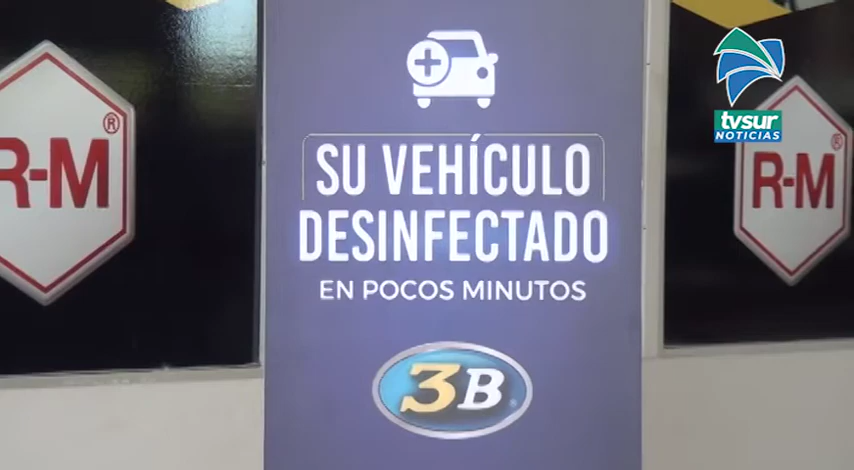 tvsur
NOTICIAS
R-M®
R-M®
SU VEHÍCULO
DESINFECTADO
EN POCOS MINUTOS
3B